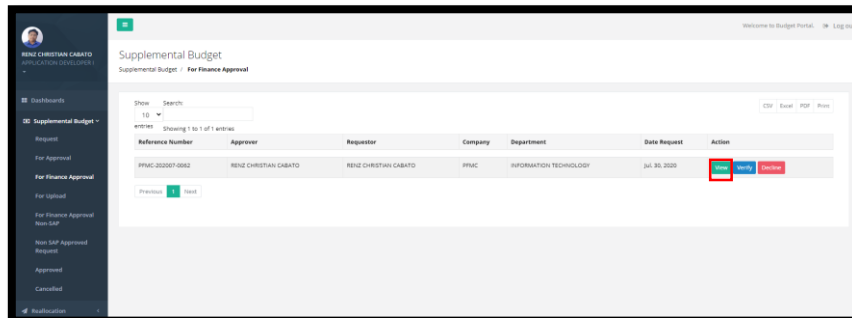 RENZ CHRISTIAN CABATO
APPLICATION DEVELOPER I
Dashboards
Supplemental Budget
Request
For Approval
For Finance Approval
For Upload
For Finance Approval
Non-SAP
Non SAP Approved
Request
Approved
Cancelled
Reallocation
Welcome to Budget Portal. Log ou
Supplemental Budget
Supplemental Budget / For Finance Approval
Show Search:
10
entries Showing 1 to 1 of 1 entries
CSV Excel PDF Print
Reference Number Approver Requestor Company Department Date Request Action
PFMC-202007-0082 RENZ CHRISTIAN CABATO RENZ CHRISTIAN CABATO PFMC INFORMATION TECHNOLOGY Jul. 30, 2020 View Verify Decline
Previous 1 Next